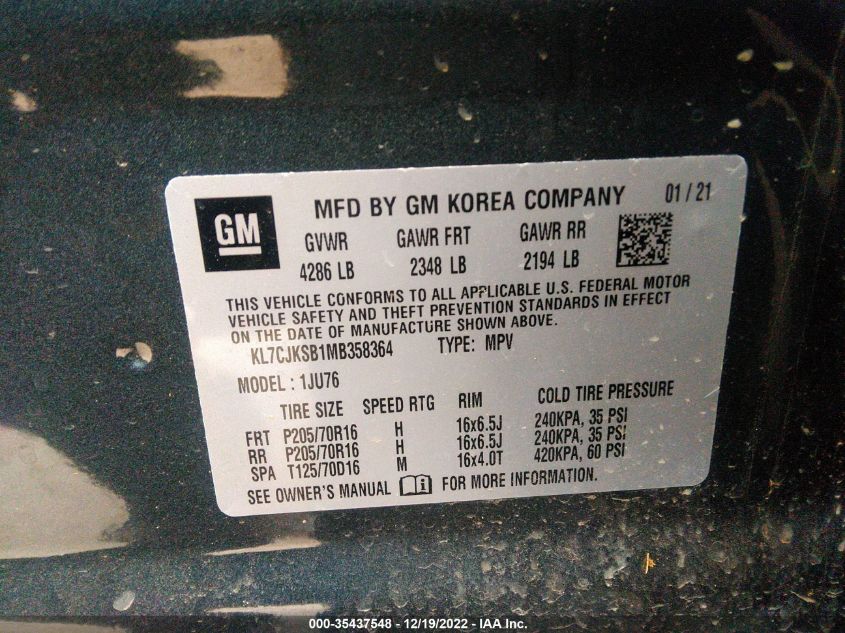 GM
MFD BY GM KOREA COMPANY 01 / 21
GVWR GAWR FRT GAWR RR
4286 LB 2348 LB 2194 LB
THIS VEHICLE CONFORMS TO ALL APPLICABLE U.S. FEDERAL MOTOR
VEHICLE SAFETY AND THEFT PREVENTION STANDARDS IN EFFECT
ON THE DATE OF MANUFACTURE SHOWN ABOVE.
KL7CJKSB1MB358364 TYPE: MPV
MODEL : 1JU76
TIRE SIZE SPEED RTG RIM COLD TIRE PRESSURE
FRT P205/70R16 H 16x6.5J 240KPA, 35 PSI
RR P205/70R16 H 16x6.5J 240KPA, 35 PSI
SPA T125/70D16 M 16x4.0T 420KPA, 60 PSI
SEE OWNER'S MANUAL FOR MORE INFORMATION.
000-35437548 - 12/19/2022 - IAA Inc.